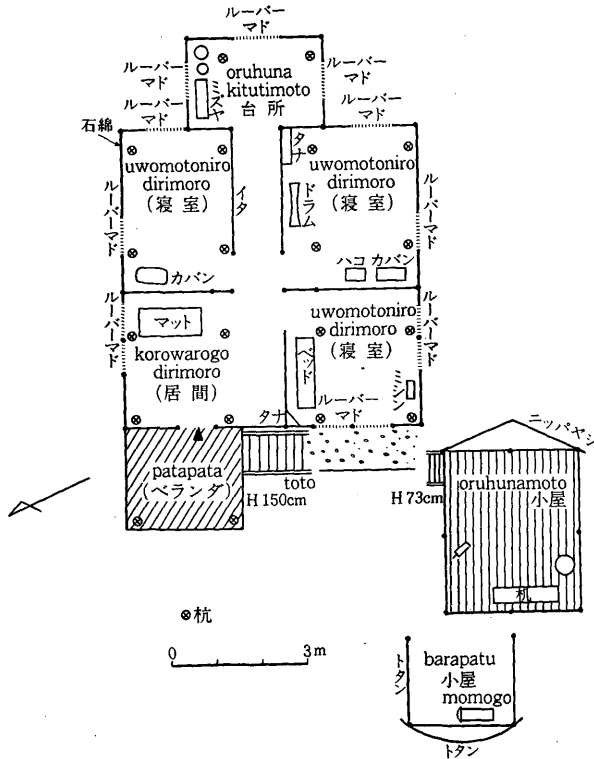 ルーバーマド
ルーバーマド
ルーバーマド
ルーバーマド
ルーバーマド
oruhuna
kitutimoto
台所
ミズヤ
石綿
uwomotoniro
dirimoro
(寝室)
イタ
タナ
ドラム
uwomotoniro
dirimoro
(寝室)
ルーバーマド
ルーバーマド
カバン
ハコ カバン
ルーバーマド
マット
korowarogo
dirimoro
(居間)
uwomotoniro
dirimoro
(寝室)
ベッド
ミシン
ルーバーマド
ルーバーマド
タナ
patapata
(ベランダ)
toto
H 150cm
H 73cm
ニッパヤシ
oruhunamoto
小屋
机
杭
0 3m
トタン
barapatu
小屋
momogo
トタン